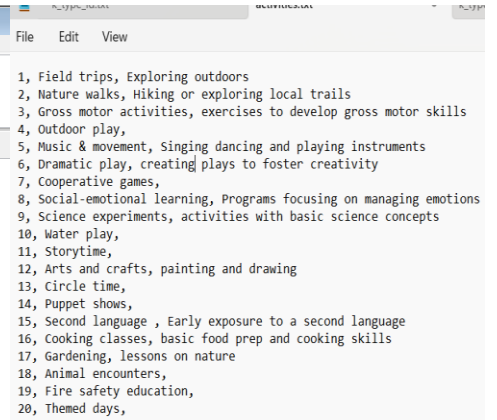 activities.txt
File Edit View
1, Field trips, Exploring outdoors
2, Nature walks, Hiking or exploring local trails
3, Gross motor activities, exercises to develop gross motor skills
4, Outdoor play,
5, Music & movement, Singing dancing and playing instruments
6, Dramatic play, creating plays to foster creativity
7, Cooperative games,
8, Social-emotional learning, Programs focusing on managing emotions
9, Science experiments, activities with basic science concepts
10, Water play,
11, Storytime,
12, Arts and crafts, painting and drawing
13, Circle time,
14, Puppet shows,
15, Second language , Early exposure to a second language
16, Cooking classes, basic food prep and cooking skills
17, Gardening, lessons on nature
18, Animal encounters,
19, Fire safety education,
20, Themed days,